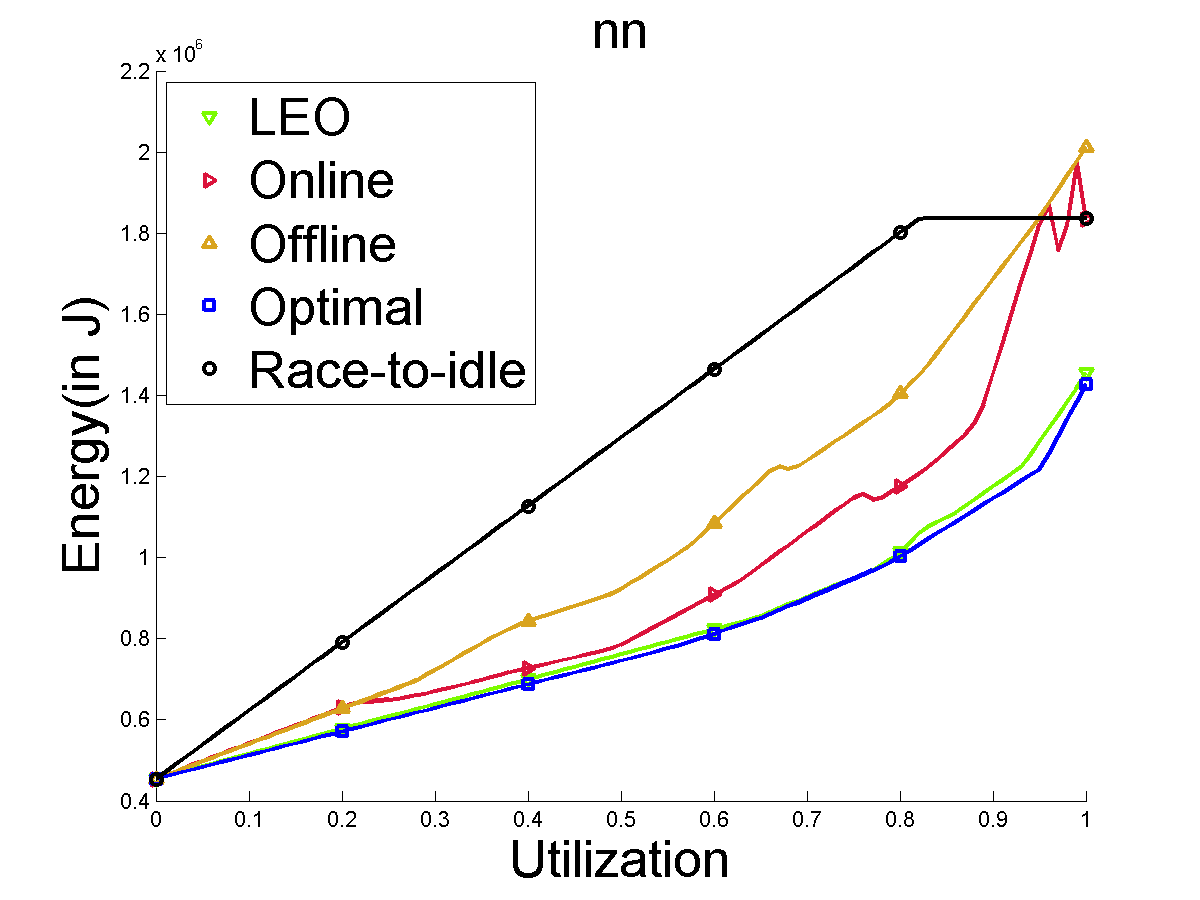 nn
x 10^6
2.2
2
1.8
1.6
1.4
1.2
1
0.8
0.6
0.4
Energy(in J)
LEO
Online
Offline
Optimal
Race-to-idle
0 0.1 0.2 0.3 0.4 0.5 0.6 0.7 0.8 0.9 1
Utilization